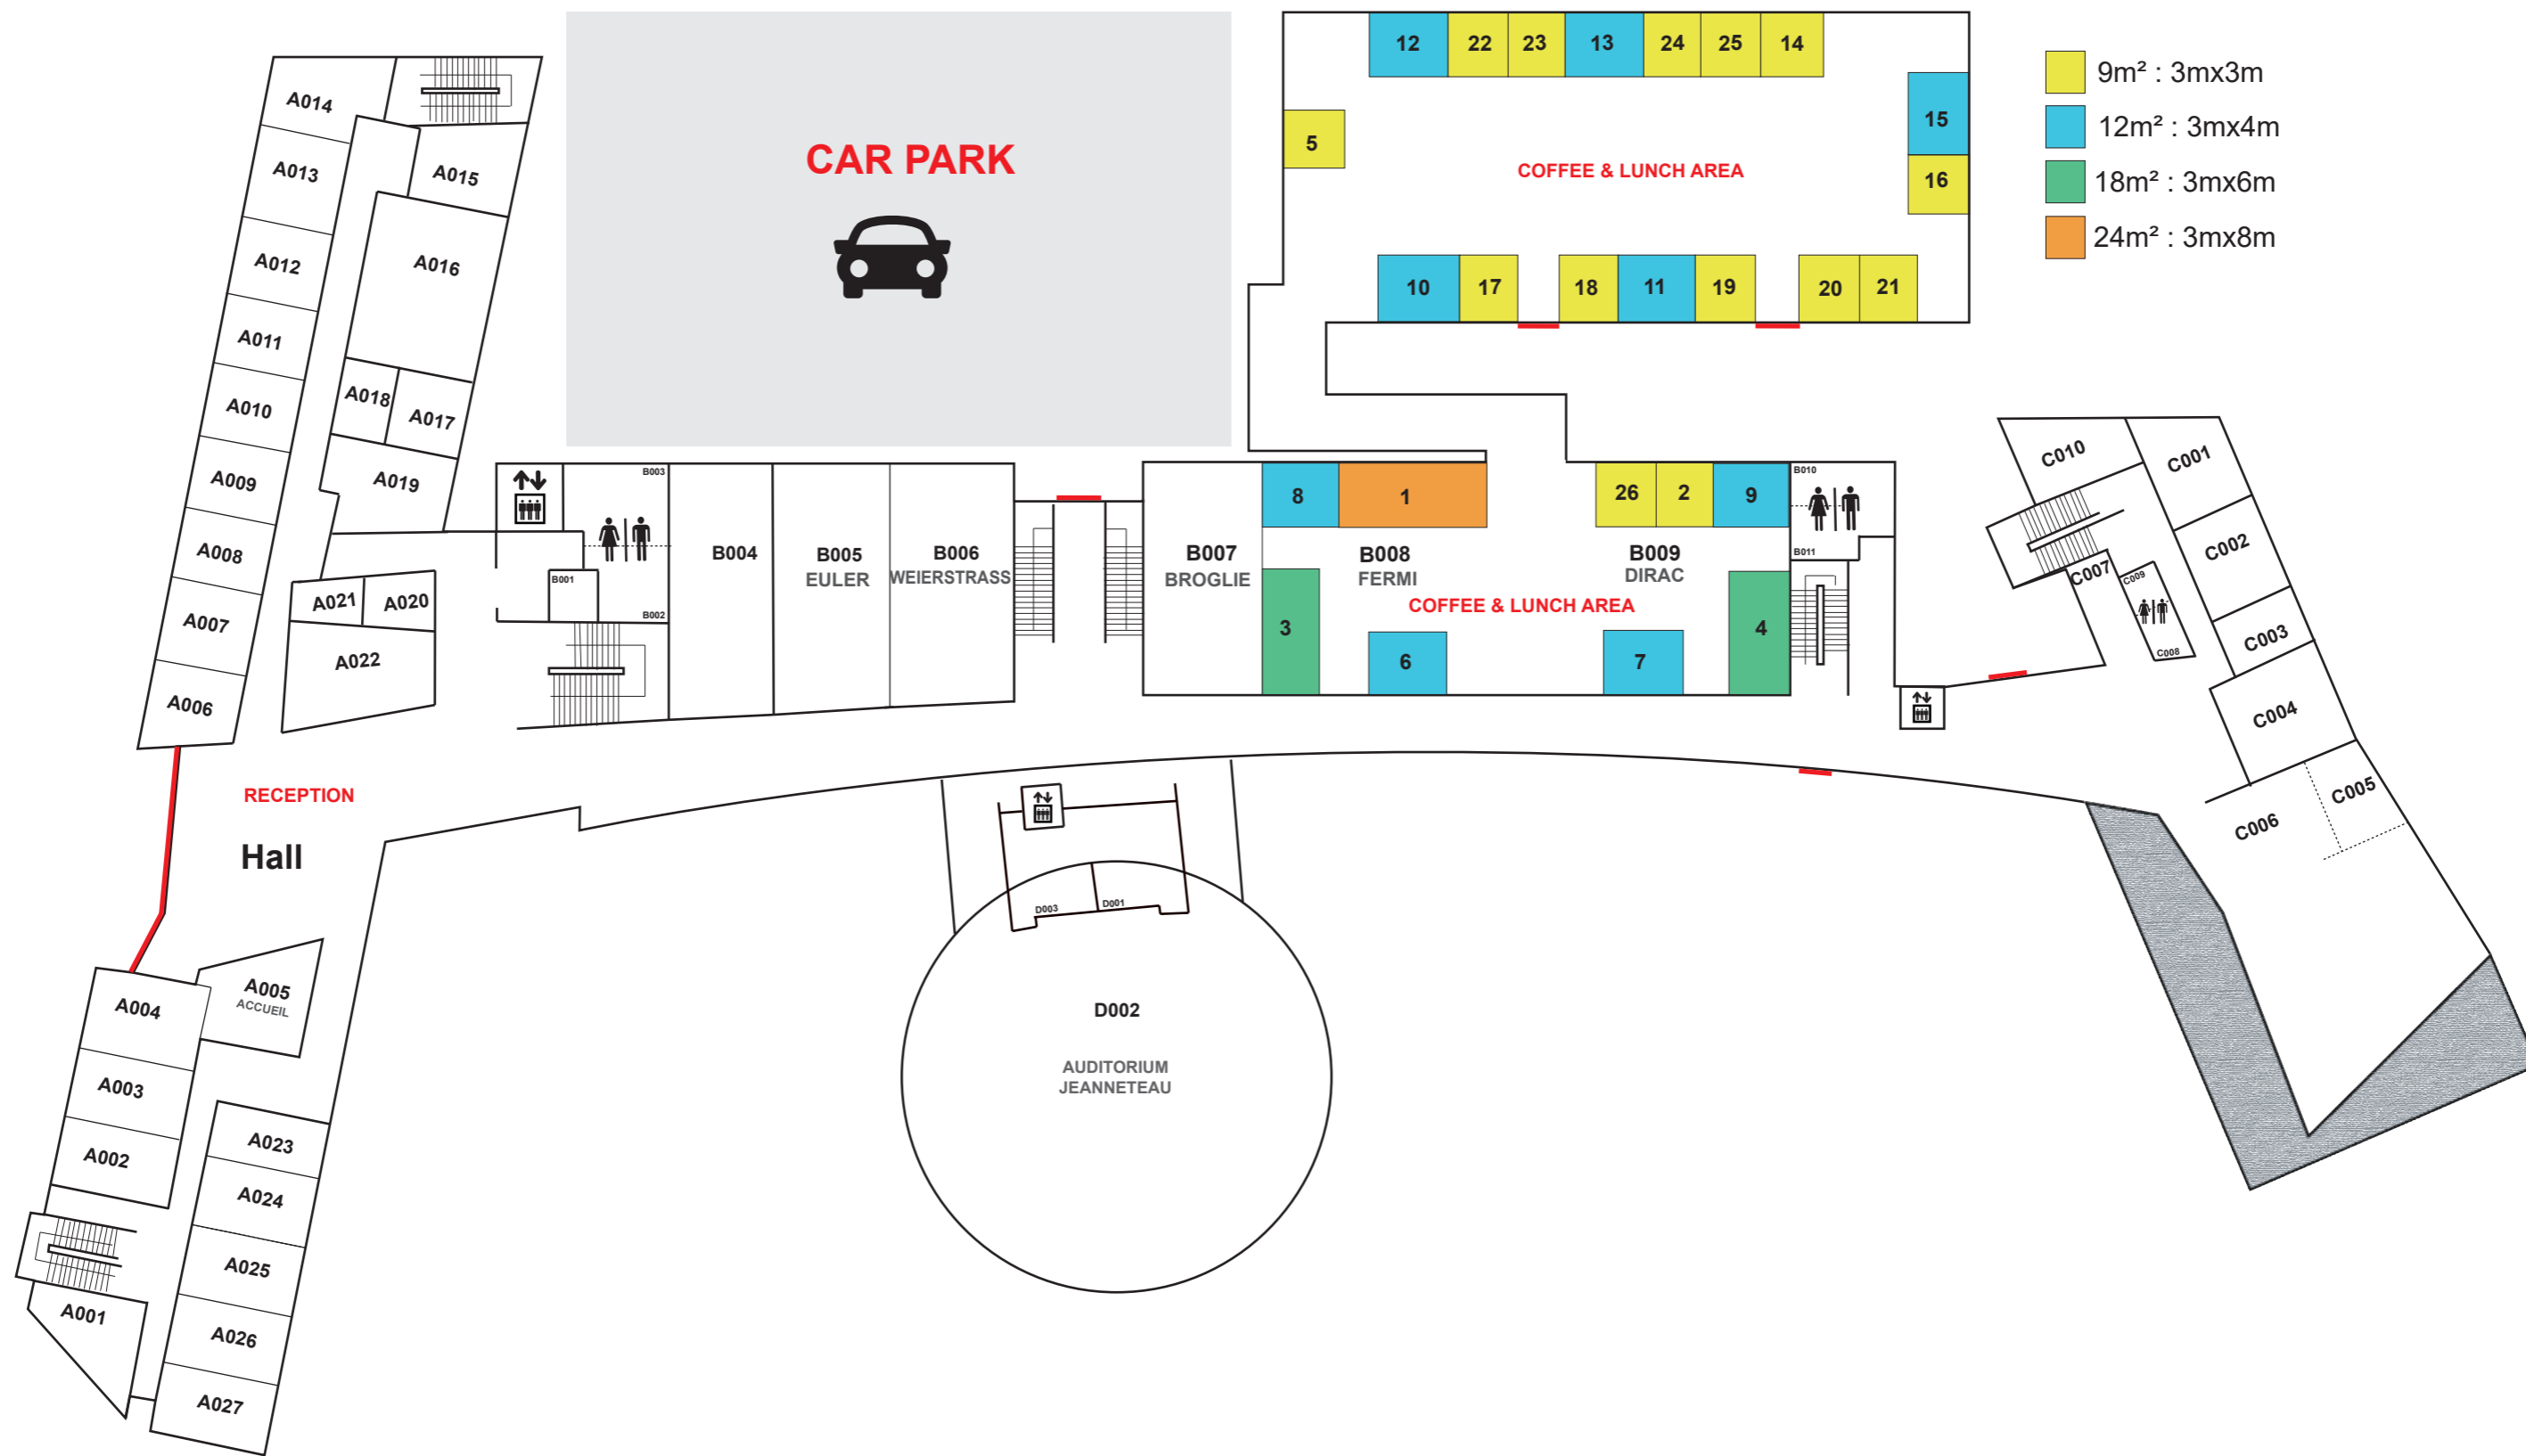 CAR PARK
12 22 23 13 24 25 14
5
15
16
COFFEE & LUNCH AREA
10 17 18 11 19 20 21
9m² : 3mx3m
12m² : 3mx4m
18m² : 3mx6m
24m² : 3mx8m
A014
A013
A015
A012
A016
A011
A010
A018
A017
A009
A019
A008
A007
A021
A020
A022
A006
B003
B001
B002
B004
B005
EULER
B006
WEIERSTRASS
B007
BROGLIE
8
1
26
2
9
B008
FERMI
B009
DIRAC
COFFEE & LUNCH AREA
3
6
7
4
B010
B011
C010
C001
C002
C007
C009
C008
C003
C004
C005
C006
RECEPTION
Hall
A005
ACCUEIL
A004
A003
A002
A001
A023
A024
A025
A026
A027
D003
D001
D002
AUDITORIUM
JEANNETEAU